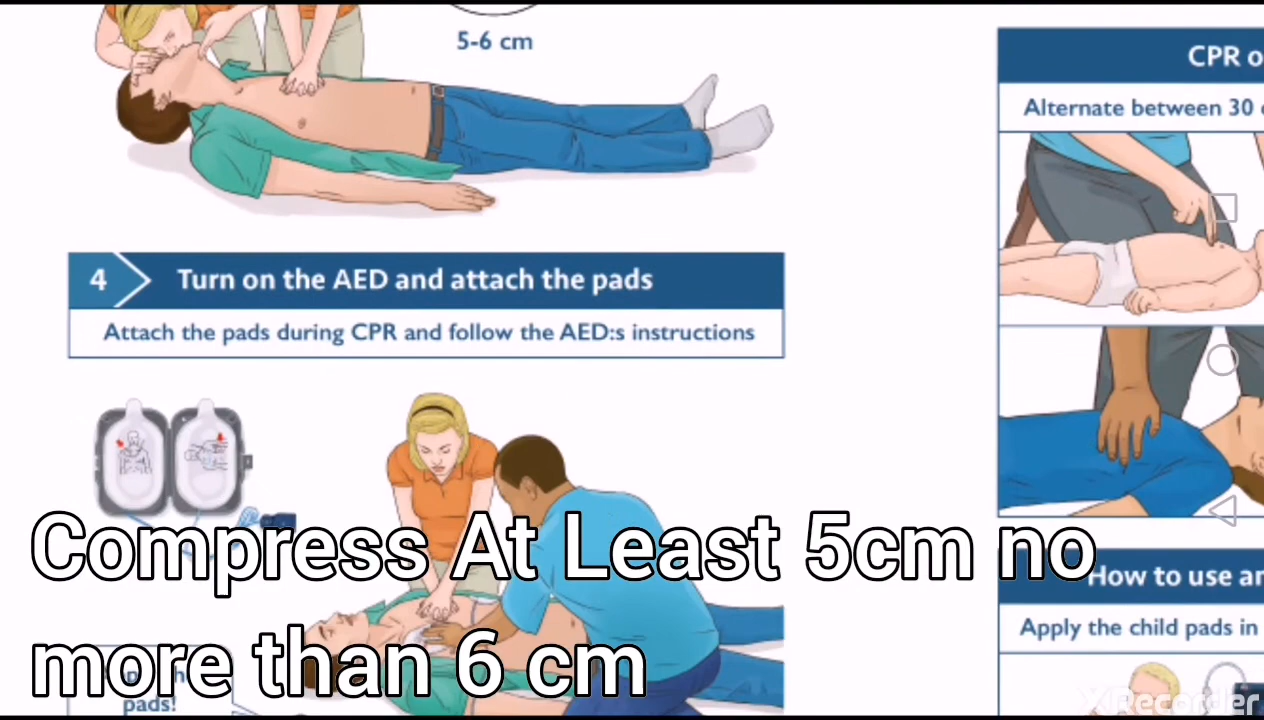 5-6 cm
CPR o
Alternate between 30
4 Turn on the AED and attach the pads
Attach the pads during CPR and follow the AED:s instructions
Compress At Least 5cm no
more than 6 cm
pads!
How to use
Apply the child pads in
XRecorder